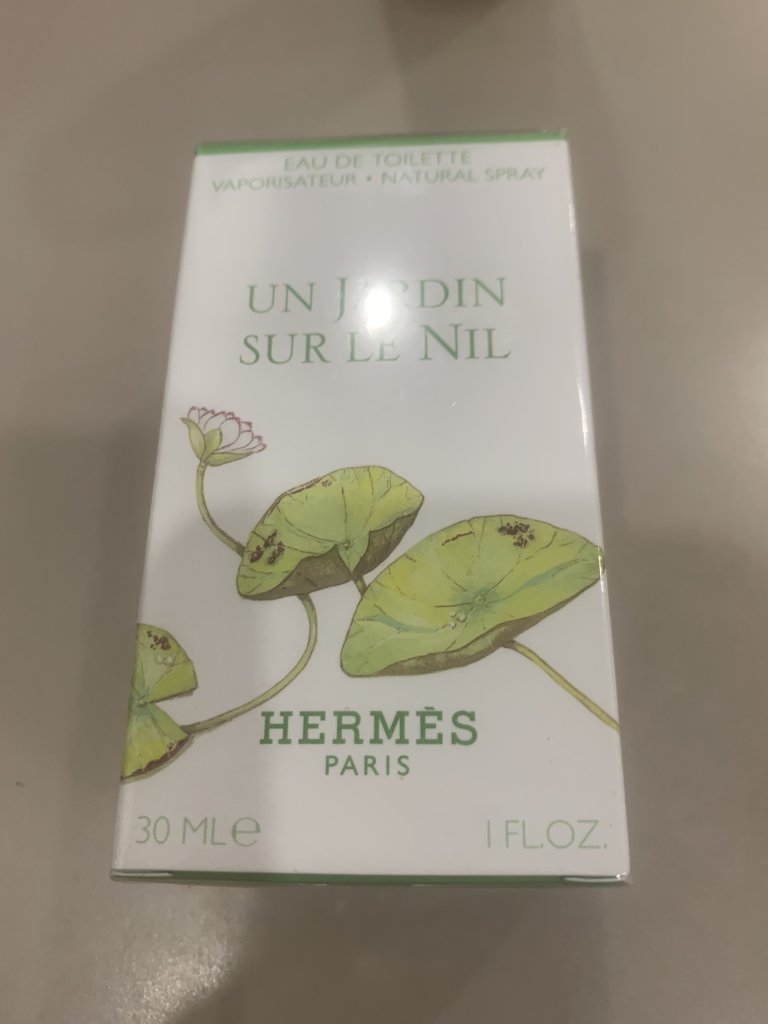 EAU DE TOILETTE
VAPORISATEUR • NATURAL SPRAY
UN JARDIN
SUR LE NIL
HERMÈS
PARIS
30 ML e
1 FL.OZ.